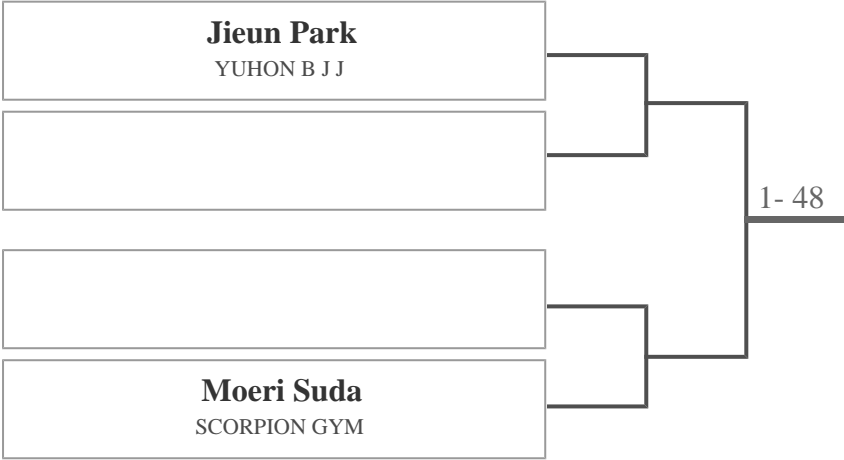 Jieun Park
YUHON B J J
1- 48
Moeri Suda
SCORPION GYM